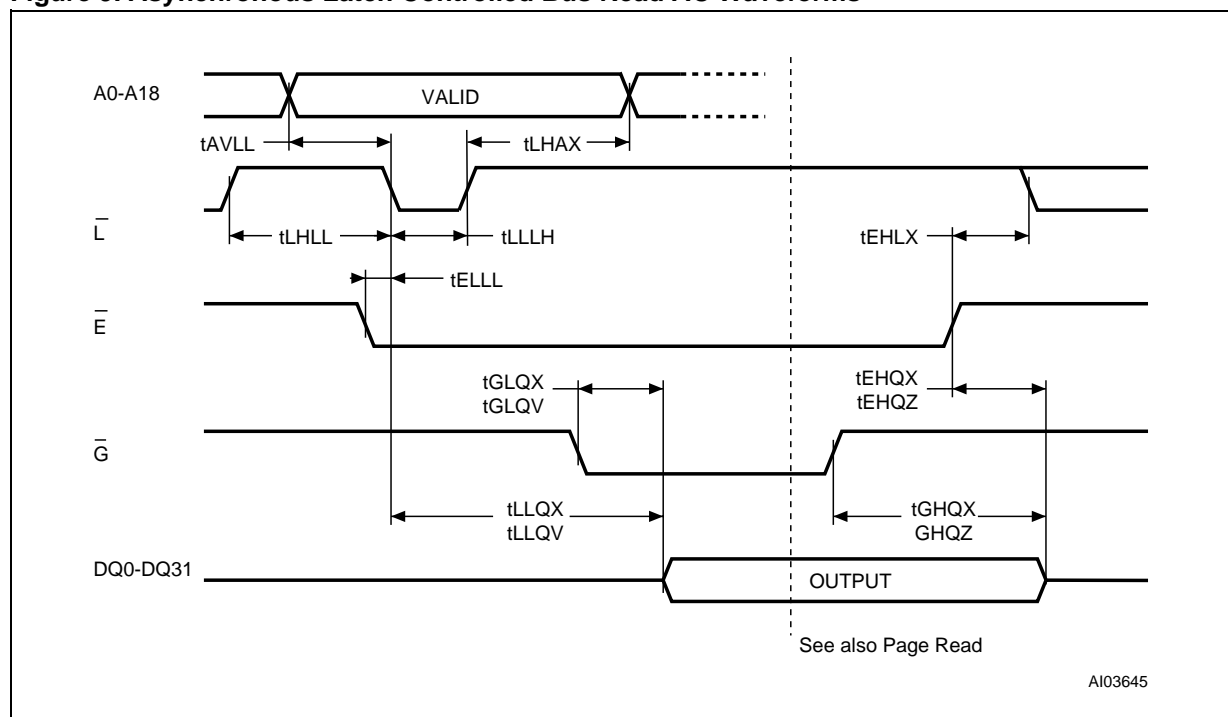 Figure 9. Asynchronous Latch Controlled Bus Read AC Waveforms
A0-A18
VALID
tAVLL
tLHAX
L
tLHLL
tLLLH
tEHLX
tELLL
E
tGLQX
tGLQV
tEHQX
tEHQZ
G
tLLQX
tLLQV
tGHQX
GHQZ
DQ0-DQ31
OUTPUT
See also Page Read
AI03645